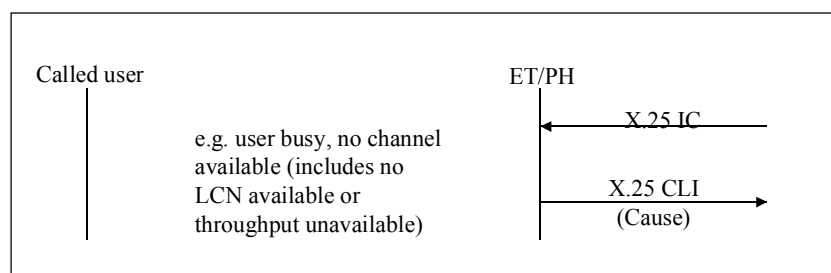 Called user
ET/PH
X.25 IC
e.g. user busy, no channel
available (includes no
LCN available or
throughput unavailable)
X.25 CLI
(Cause)